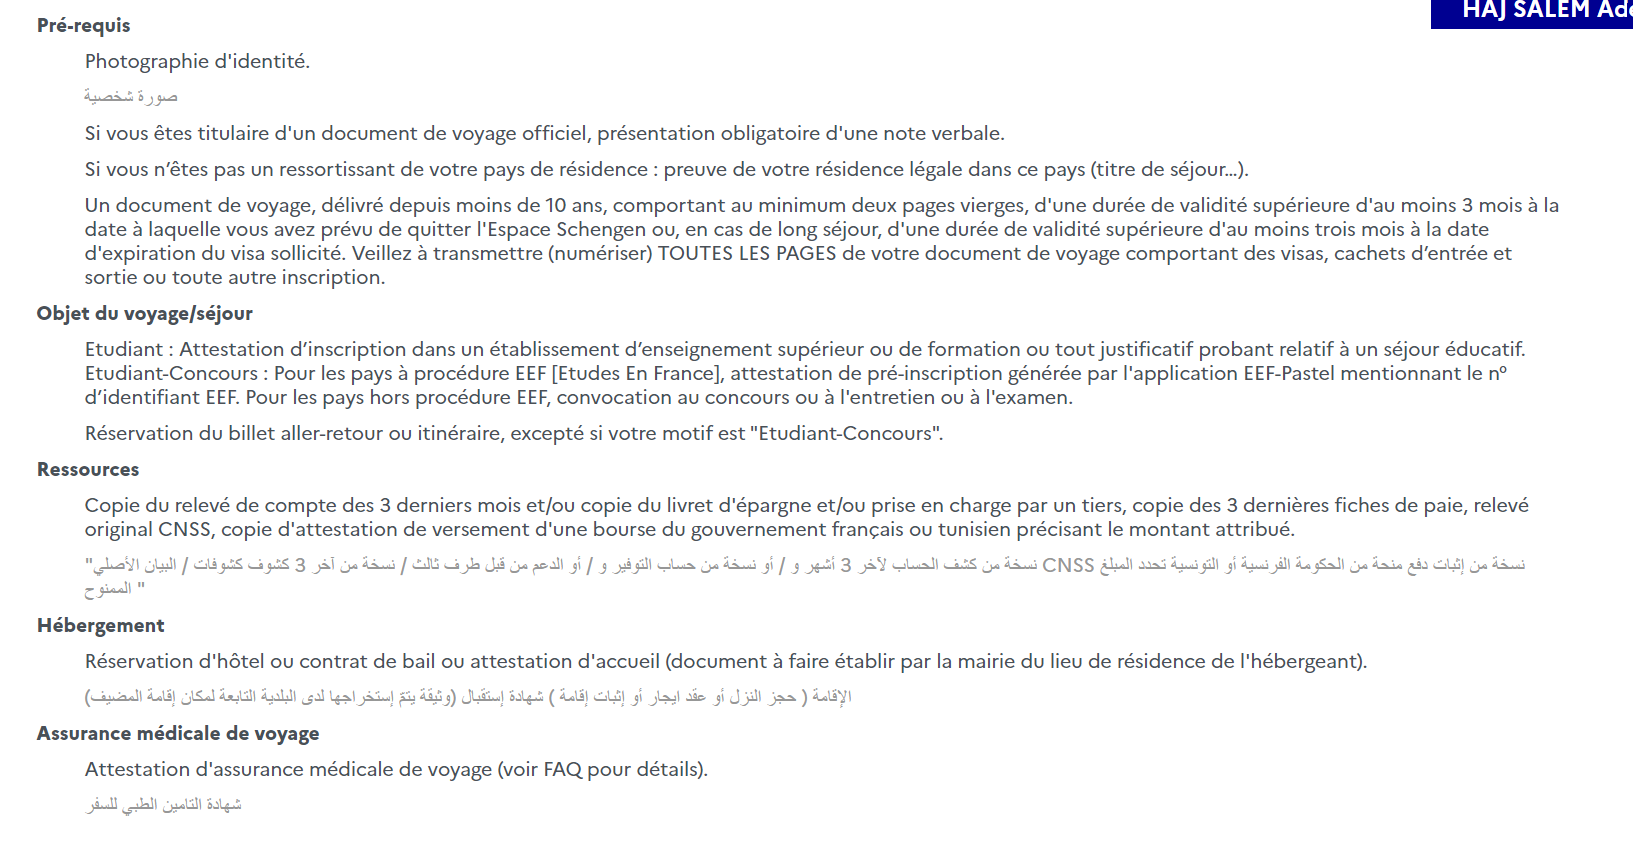 HAJ SALEM
Pré-requis
Photographie d'identité.
صورة شخصية
Si vous êtes titulaire d'un document de voyage officiel, présentation obligatoire d'une note verbale.
Si vous n’êtes pas un ressortissant de votre pays de résidence : preuve de votre résidence légale dans ce pays (titre de séjour…).
Un document de voyage, délivré depuis moins de 10 ans, comportant au minimum deux pages vierges, d'une durée de validité supérieure d'au moins 3 mois à la
date à laquelle vous avez prévu de quitter l'Espace Schengen ou, en cas de long séjour, d'une durée de validité supérieure d'au moins trois mois à la date
d'expiration du visa sollicité. Veillez à transmettre (numériser) TOUTES LES PAGES de votre document de voyage comportant des visas, cachets d’entrée et
sortie ou toute autre inscription.
Objet du voyage/séjour
Etudiant : Attestation d’inscription dans un établissement d’enseignement supérieur ou de formation ou tout justificatif probant relatif à un séjour éducatif.
Etudiant-Concours : Pour les pays à procédure EEF [Etudes En France], attestation de pré-inscription générée par l'application EEF-Pastel mentionnant le n°
d’identifiant EEF. Pour les pays hors procédure EEF, convocation au concours ou à l'entretien ou à l'examen.
Réservation du billet aller-retour ou itinéraire, excepté si votre motif est "Etudiant-Concours".
Ressources
Copie du relevé de compte des 3 derniers mois et/ou copie du livret d'épargne et/ou prise en charge par un tiers, copie des 3 dernières fiches de paie, relevé
original CNSS, copie d'attestation de versement d'une bourse du gouvernement français ou tunisien précisant le montant attribué.
"نسخة من كشف الحساب لآخر 3 أشهر و / أو نسخة من حساب التوفير و / أو الدعم من قبل طرف ثالث / نسخة من آخر 3 كشوف كشوفات / البيان الأصلي CNSS نسخة من إثبات دفع منحة من الحكومة الفرنسية أو التونسية تحدد المبلغ
الممنوح "
Hébergement
Réservation d'hôtel ou contrat de bail ou attestation d'accueil (document à faire établir par la mairie du lieu de résidence de l'hébergeant).
الإقامة ( حجز النزل أو عقد ايجار أو إثبات إقامة ) شهادة إستقبال (وثيقة يتمّ إستخراجها لدى البلدية التابعة لمكان إقامة المضيف)
Assurance médicale de voyage
Attestation d'assurance médicale de voyage (voir FAQ pour détails).
شهادة التامين الطبي للسفر